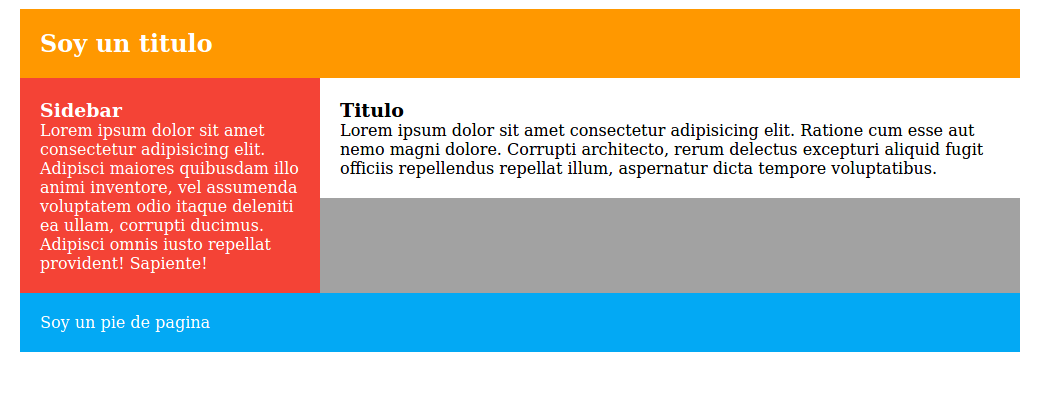 Soy un titulo
Sidebar
Lorem ipsum dolor sit amet
consectetur adipisicing elit.
Adipisci maiores quibusdam illo
animi inventore, vel assumenda
voluptatem odio itaque deleniti
ea ullam, corrupti ducimus.
Adipisci omnis iusto repellat
provident! Sapiente!
Titulo
Lorem ipsum dolor sit amet consectetur adipisicing elit. Ratione cum esse aut
nemo magni dolore. Corrupti architecto, rerum delectus excepturi aliquid fugit
officiis repellendus repellat illum, aspernatur dicta tempore voluptatibus.
Soy un pie de pagina